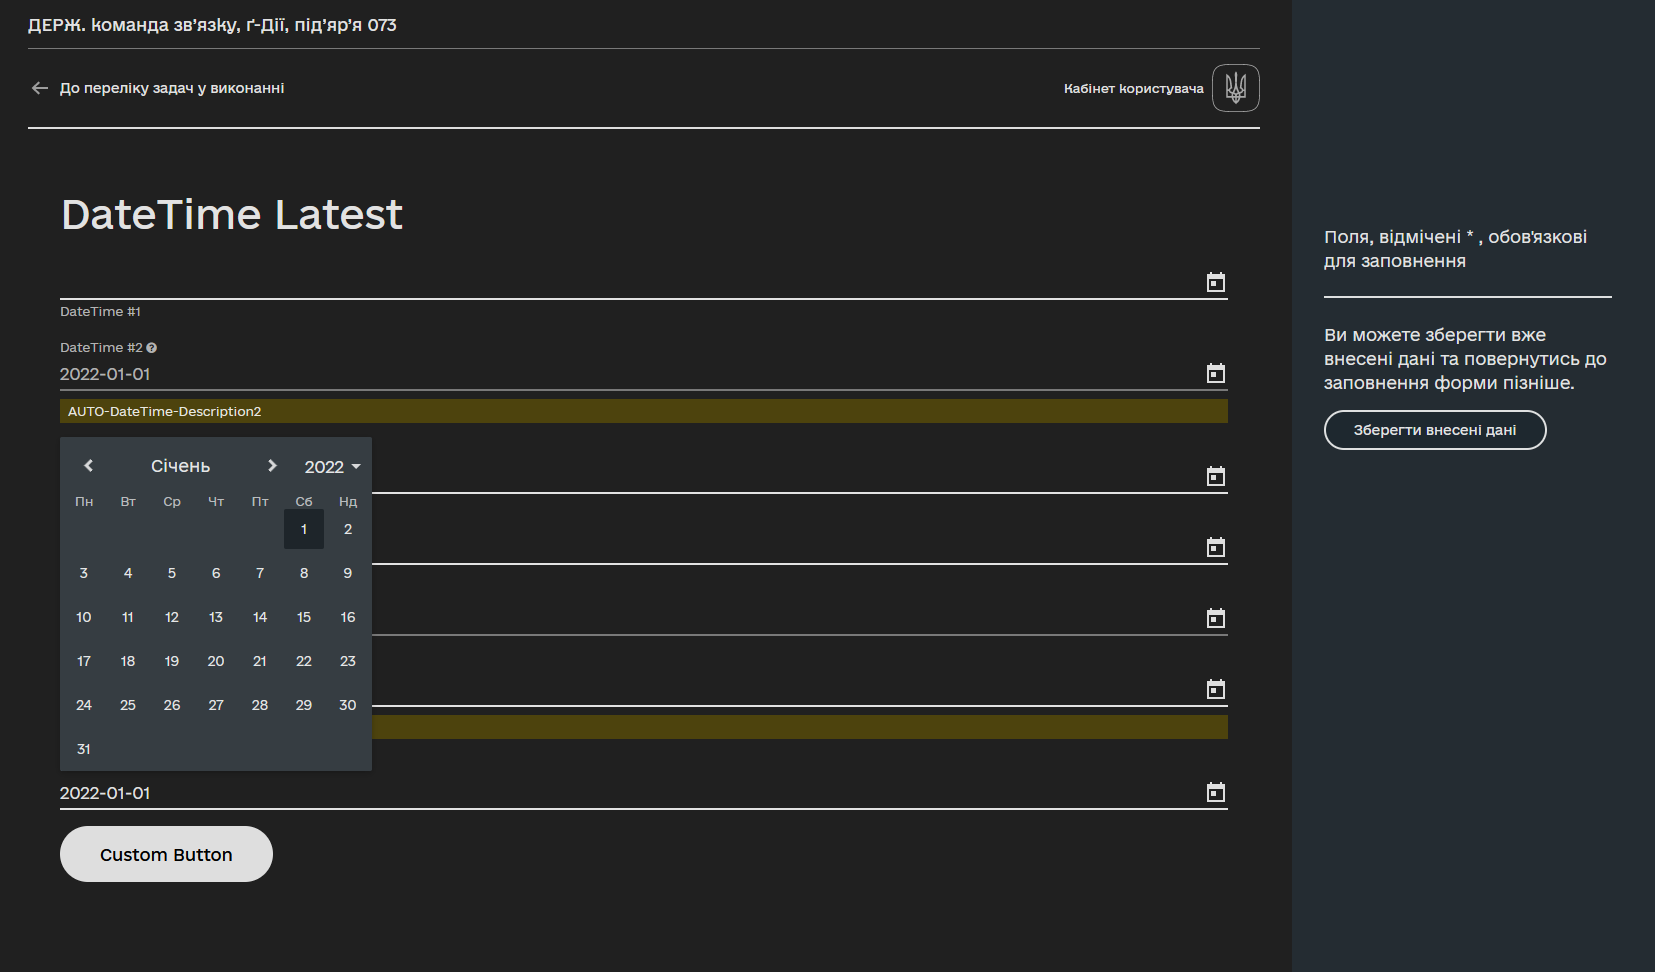 ДЕРЖ. команда зв’язку, ґ-Дії, під’яр’я 073
До переліку задач у виконанні
Кабінет користувача
DateTime Latest
DateTime #1
DateTime #2
2022-01-01
AUTO-DateTime-Description2
Січень 2022
Пн Вт Ср Чт Пт Сб Нд
1 2
3 4 5 6 7 8 9
10 11 12 13 14 15 16
17 18 19 20 21 22 23
24 25 26 27 28 29 30
31
2022-01-01
Custom Button
Поля, відмічені * , обов'язкові
для заповнення
Ви можете зберегти вже
внесені дані та повернутись до
заповнення форми пізніше.
Зберегти внесені дані